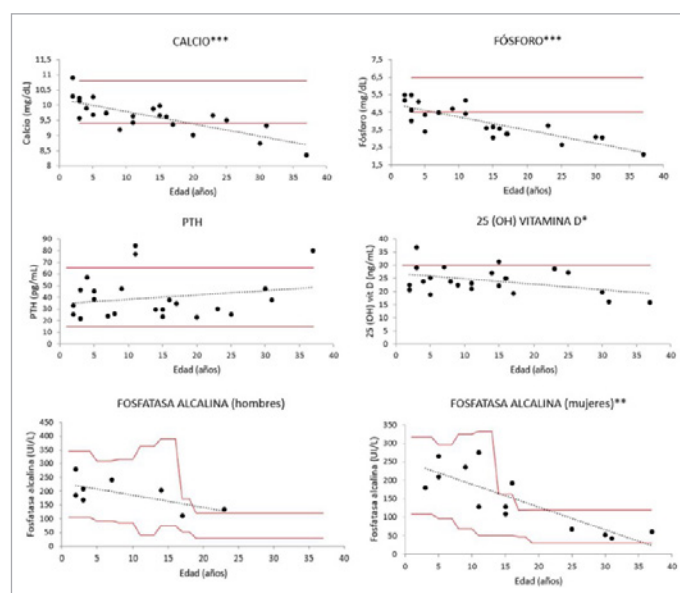 CALCIO***
Calcio (mg/dL)
11,5
11
10,5
10
9,5
9
8,5
8
0 5 10 15 20 25 30 35 40
Edad (años)
FÓSFORO***
Fósforo (mg/dL)
7,5
6,5
5,5
4,5
3,5
2,5
1,5
0 5 10 15 20 25 30 35 40
Edad (años)
PTH
PTH (pg/mL)
90
80
70
60
50
40
30
20
10
0
0 5 10 15 20 25 30 35 40
Edad (años)
25 (OH) VITAMINA D*
25 (OH) vit D (ng/mL)
40
35
30
25
20
15
10
5
0
0 5 10 15 20 25 30 35 40
Edad (años)
FOSFATASA ALCALINA (hombres)
Fosfatasa alcalina (UI/L)
450
400
350
300
250
200
150
100
50
0
0 5 10 15 20 25 30 35 40
Edad (años)
FOSFATASA ALCALINA (mujeres)**
Fosfatasa alcalina (UI/L)
350
300
250
200
150
100
50
0
0 5 10 15 20 25 30 35 40
Edad (años)